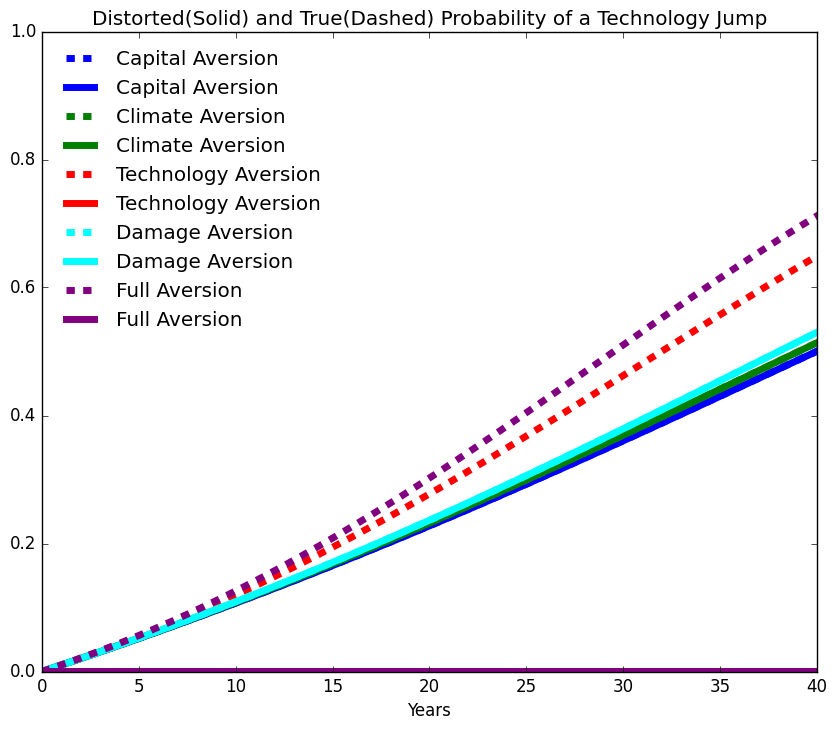 Distorted(Solid) and True(Dashed) Probability of a Technology Jump
1.0
0.8
0.6
0.4
0.2
0.0
Capital Aversion
Capital Aversion
Climate Aversion
Climate Aversion
Technology Aversion
Technology Aversion
Damage Aversion
Damage Aversion
Full Aversion
Full Aversion
0 5 10 15 20 25 30 35 40
Years